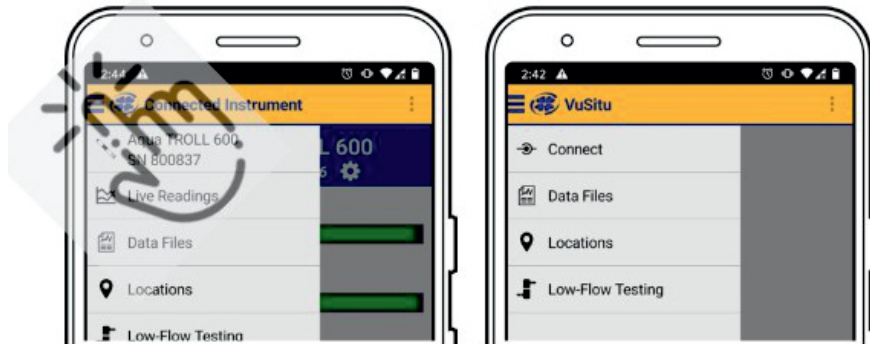 2:44
Connected Instrument
Aqua TROLL 600
SN 800837
L 600
6
Live Readings
Data Files
Locations
Low-Flow Testing
2:42
VuSitu
Connect
Data Files
Locations
Low-Flow Testing